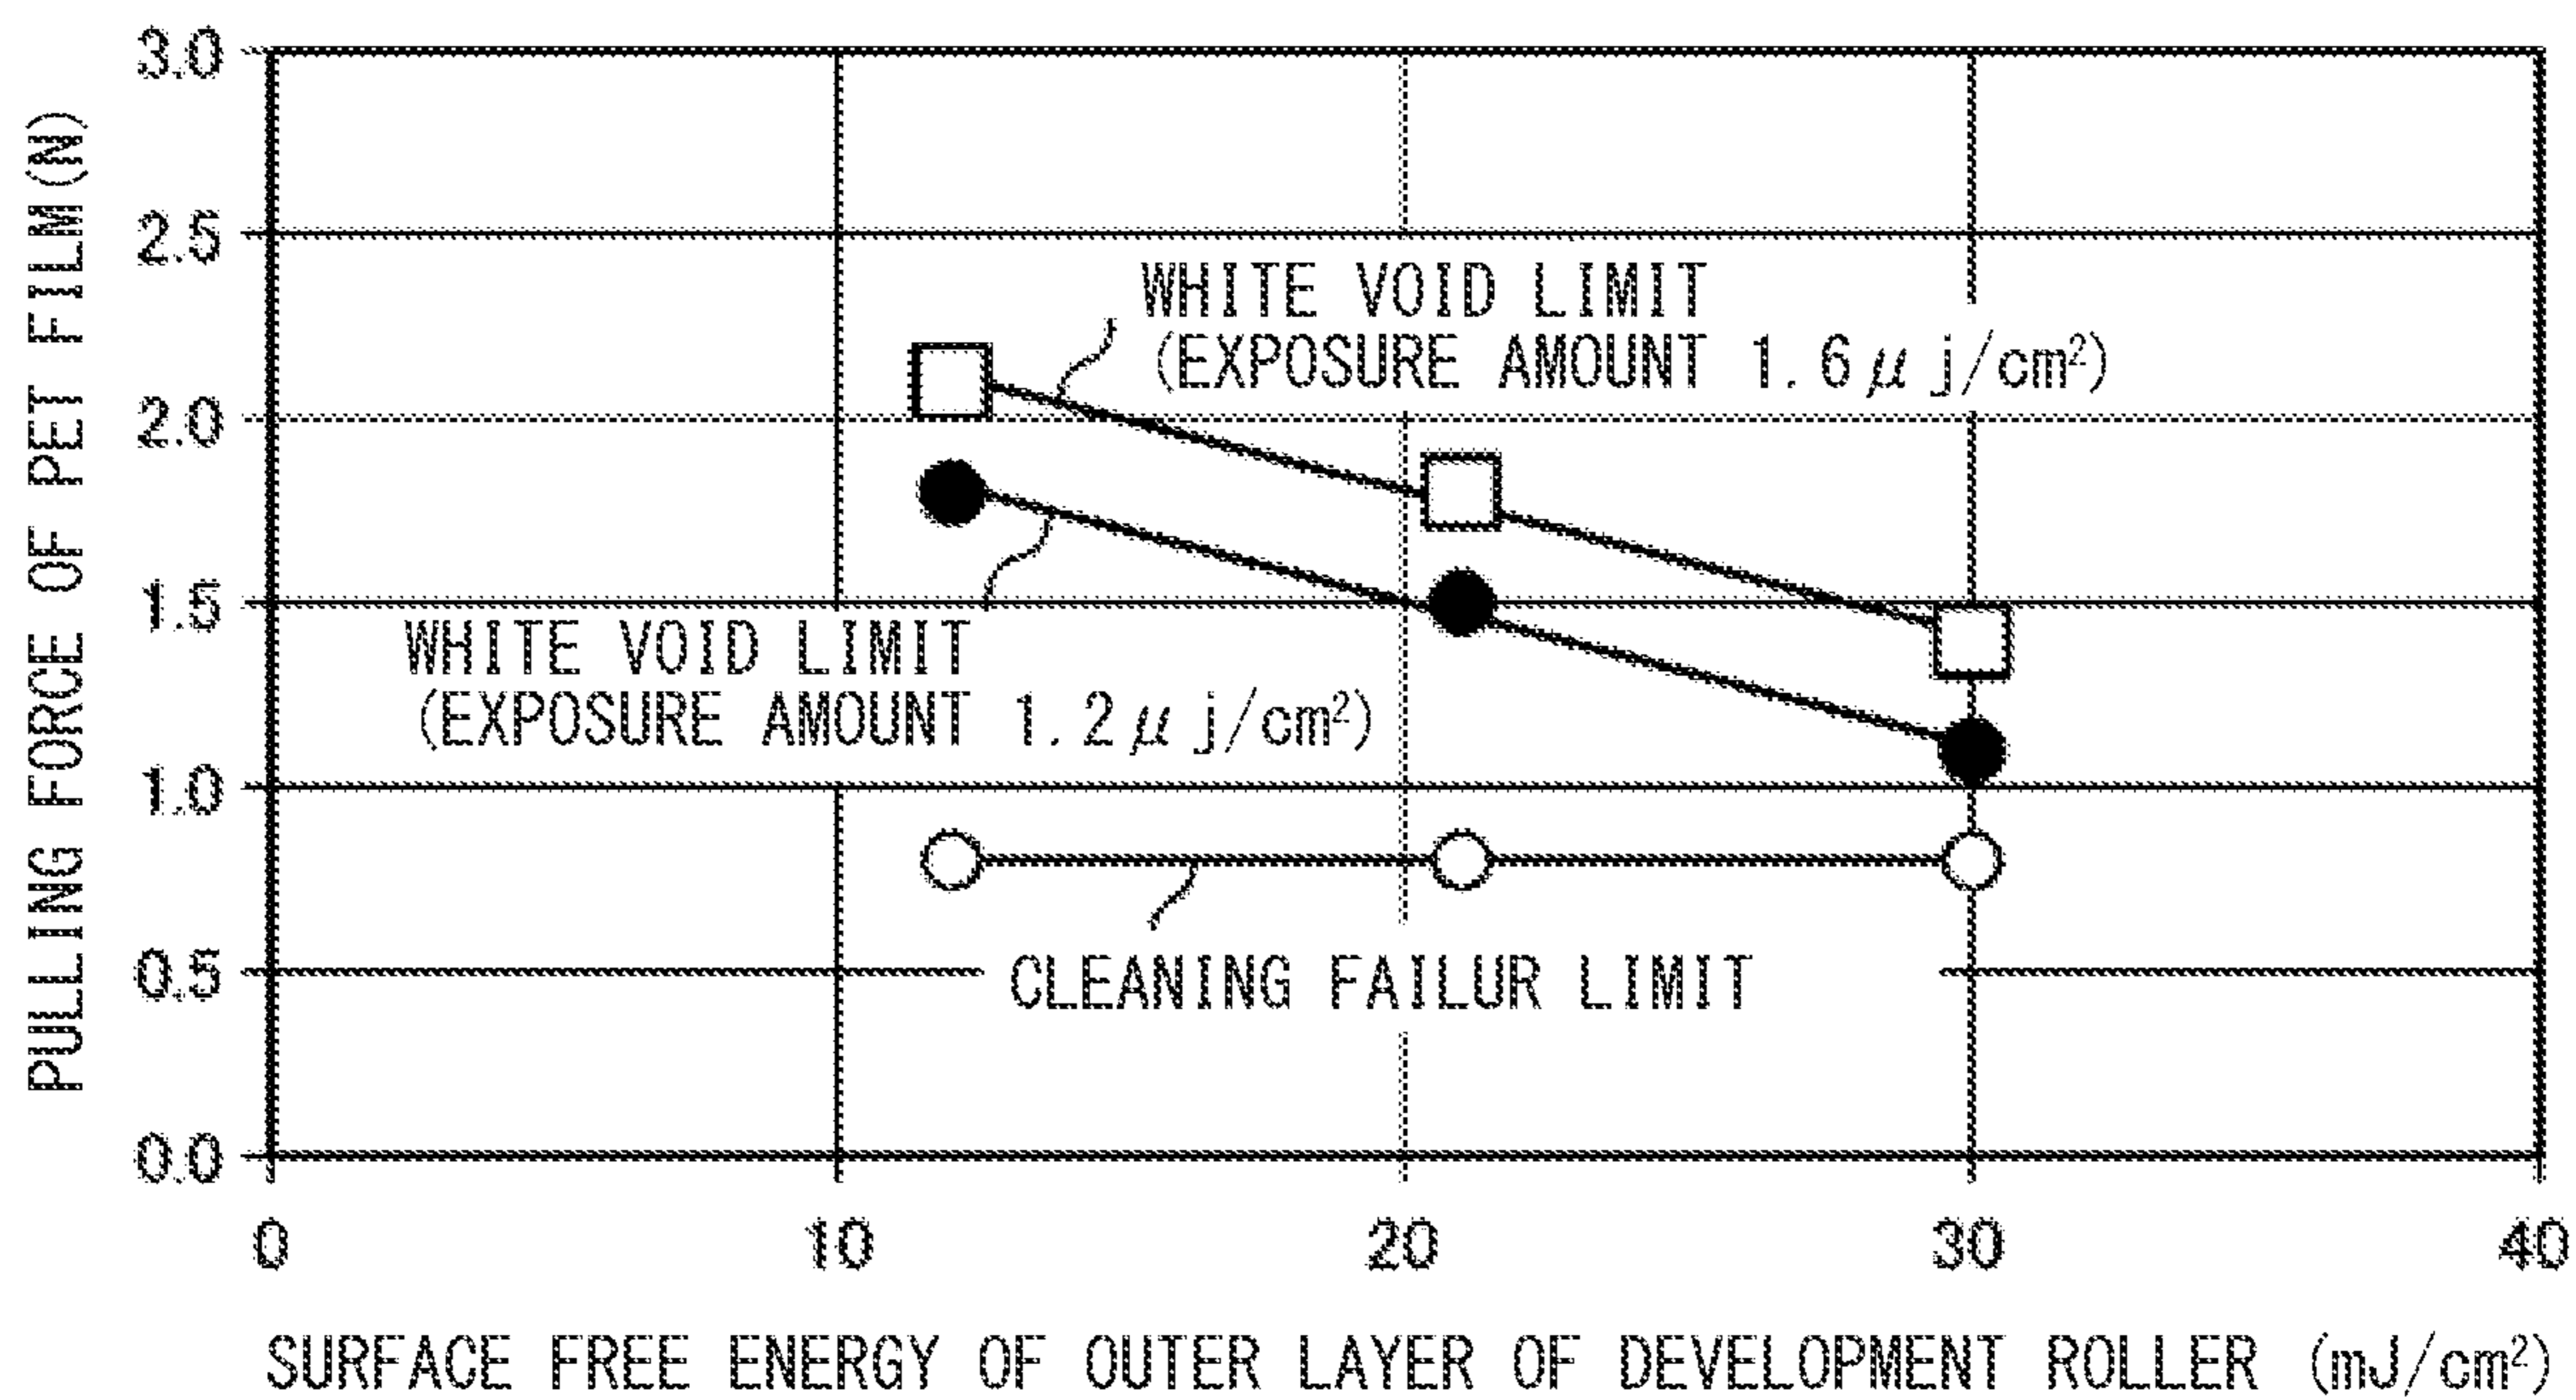 PULLING FORCE OF PET FILM(N)
3.0
2.5
2.0
1.5
1.0
0.5
0.0
WHITE VOID LIMIT
(EXPOSURE AMOUNT 1.6μ j/cm²)
WHITE VOID LIMIT
(EXPOSURE AMOUNT 1.2μ j/cm²)
CLEANING FAILUR LIMIT
0 10 20 30 40
SURFACE FREE ENERGY OF OUTER LAYER OF DEVELOPMENT ROLLER (mJ/cm²)